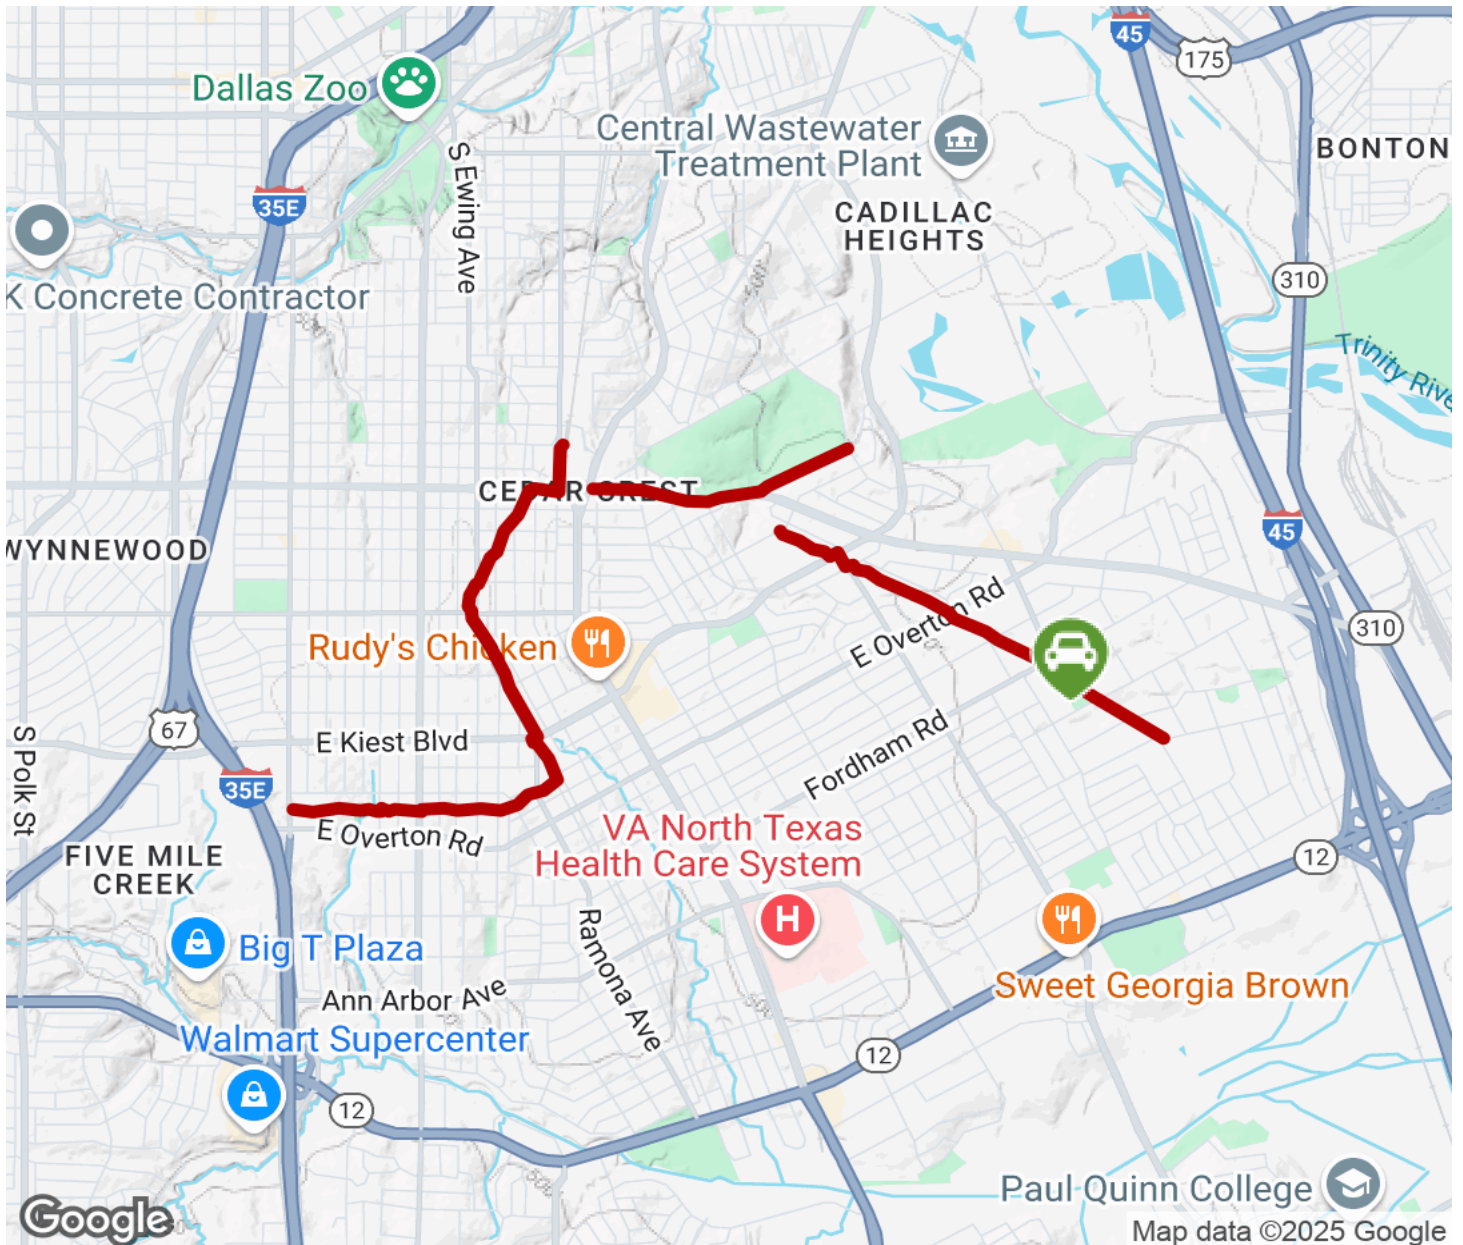 45
175
Dallas Zoo
Central Wastewater
Treatment Plant
BONTON
S Ewing Ave
35E
CADILLAC
HEIGHTS
K Concrete Contractor
310
Trinity Rive
CEDAR CREST
WYNNEWOOD
45
E Overton Rd
310
Rudy's Chicken
67
S Polk St
E Kiest Blvd
Fordham Rd
35E
E Overton Rd
VA North Texas
Health Care System
12
FIVE MILE
CREEK
H
Big T Plaza
Ramona Ave
Sweet Georgia Brown
Ann Arbor Ave
500
Walmart Supercenter
12
12
500
Paul Quinn College
Google
Map data ©2025 Google